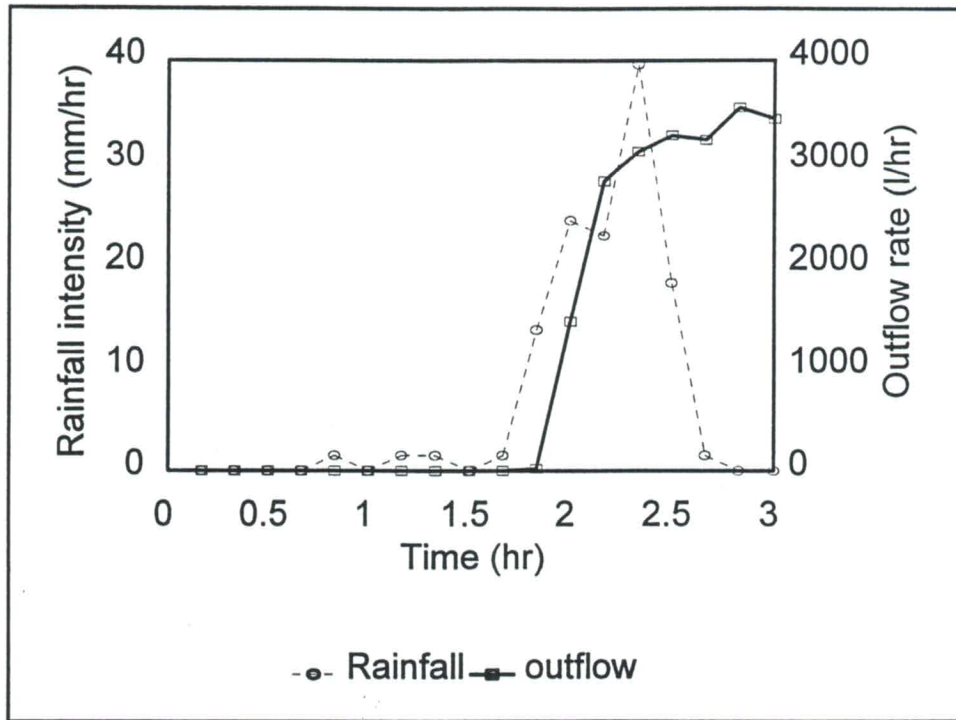 Rainfall intensity (mm/hr)
40
30
20
10
0
4000
3000
2000
1000
0
Outflow rate (l/hr)
0 0.5 1 1.5 2 2.5 3
Time (hr)
Rainfall outflow